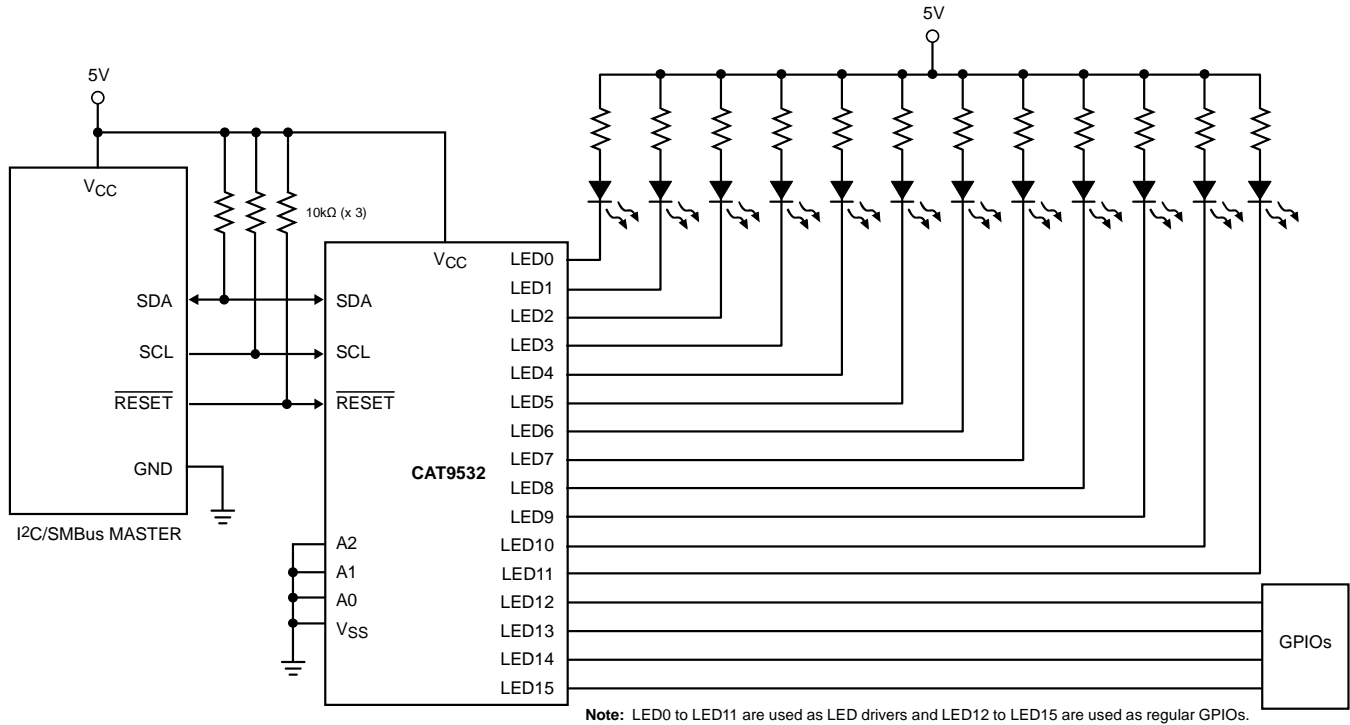 5V
5V
VCC
10kΩ (x 3)
SDA
SCL
RESET
GND
I2C/SMBus MASTER
VCC
SDA
SCL
RESET
CAT9532
A2
A1
A0
VSS
LED0
LED1
LED2
LED3
LED4
LED5
LED6
LED7
LED8
LED9
LED10
LED11
LED12
LED13
LED14
LED15
GPIOs
Note: LED0 to LED11 are used as LED drivers and LED12 to LED15 are used as regular GPIOs.